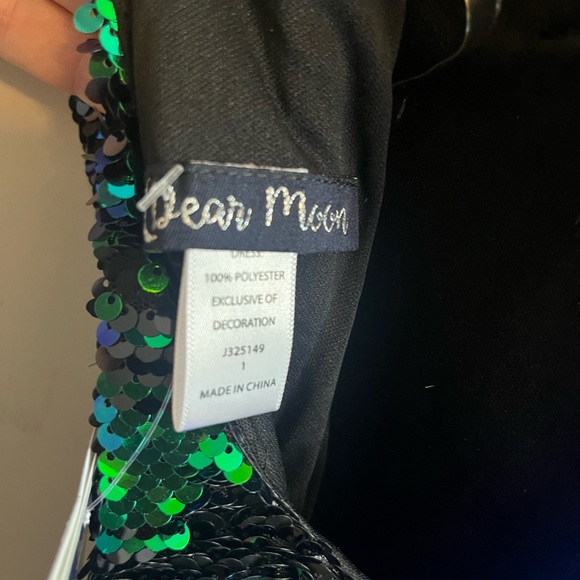 Dear Moon
DRESS:
100% POLYESTER
EXCLUSIVE OF
DECORATION
J325149
1
MADE IN CHINA